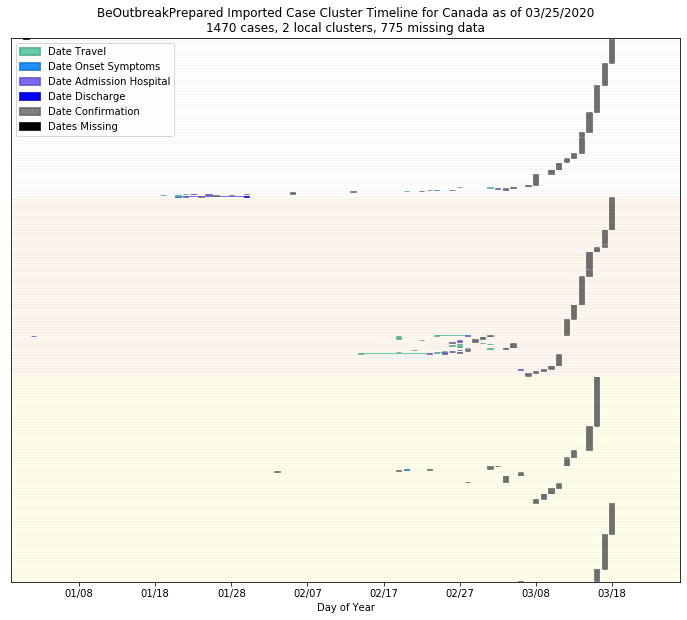 BeOutbreakPrepared Imported Case Cluster Timeline for Canada as of 03/25/2020
1470 cases, 2 local clusters, 775 missing data
Date Travel
Date Onset Symptoms
Date Admission Hospital
Date Discharge
Date Confirmation
Dates Missing
01/08 01/18 01/28 02/07 02/17 02/27 03/08 03/18
Day of Year